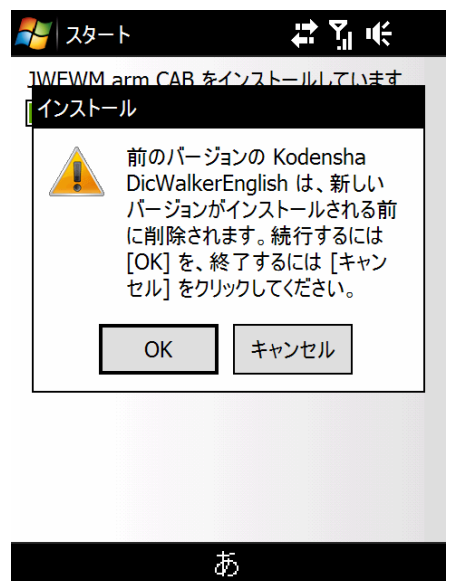 スタート
JWEWM arm CAB をインストールしています
インストール
前のバージョンの Kodensha
DicWalkerEnglish は、新しい
バージョンがインストールされる前
に削除されます。続行するには
[OK] を、終了するには [キャン
セル] をクリックしてください。
OK
キャンセル
あ